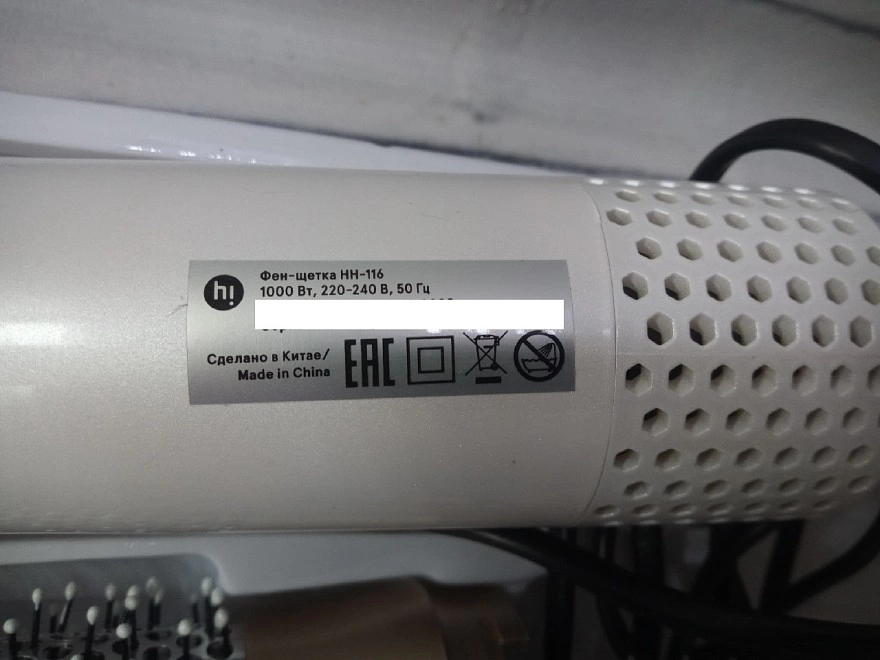 hi
Фен-щетка HH-116
1000 Вт, 220-240 В, 50 Гц
Сделано в Китае/
Made in China
EAC